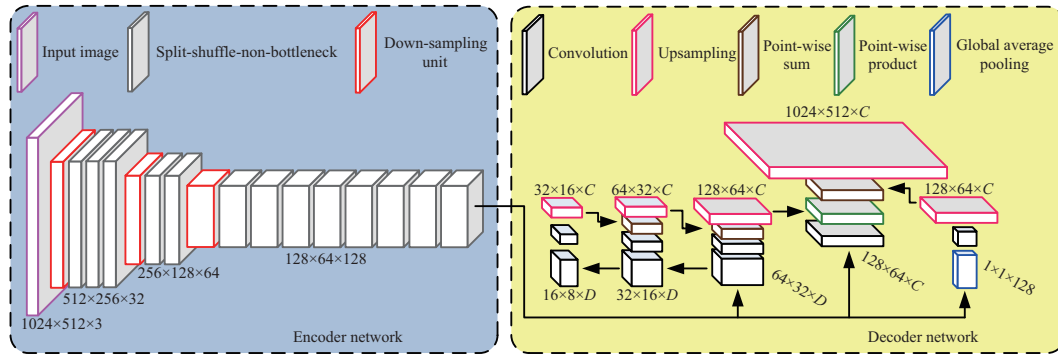 Input image
Split-shuffle-non-bottleneck
Down-sampling
unit
1024×512×3
512×256×32
256×128×64
128×64×128
Encoder network
Convolution
Upsampling
Point-wise
sum
Point-wise
product
Global average
pooling
1024×512×C
32×16×C
64×32×C
128×64×C
128×64×C
16×8×D
32×16×D
64×32×D
128×64×C
1×1×128
Decoder network